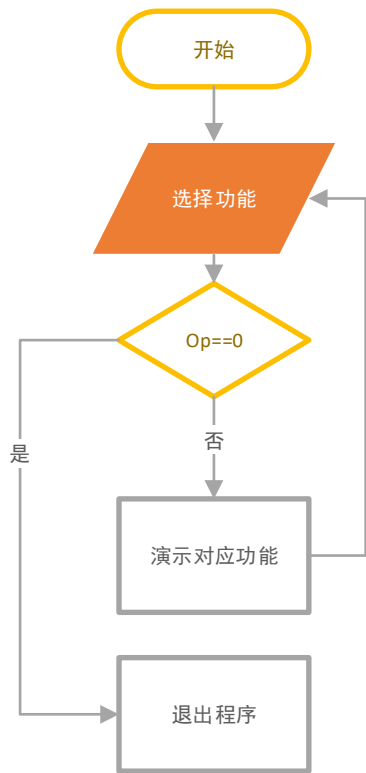 开始
选择功能
Op==0
是
否
演示对应功能
退出程序